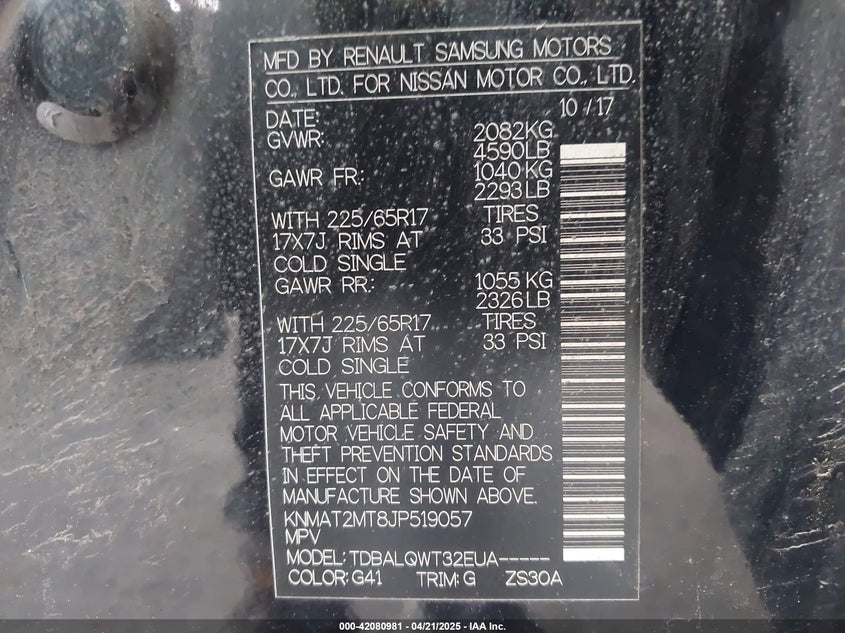 MFD BY RENAULT SAMSUNG MOTORS
CO., LTD. FOR NISSAN MOTOR CO., LTD.
DATE: 10 / 17
GVWR: 2082KG
4590LB
GAWR FR.: 1040KG
2293LB
WITH 225/65R17 TIRES
17X7J RIMS AT 33 PSI
COLD SINGLE
GAWR RR.: 1055KG
2326LB
WITH 225/65R17 TIRES
17X7J RIMS AT 33 PSI
COLD SINGLE
THIS VEHICLE CONFORMS TO
ALL APPLICABLE FEDERAL
MOTOR VEHICLE SAFETY AND
THEFT PREVENTION STANDARDS
IN EFFECT ON THE DATE OF
MANUFACTURE SHOWN ABOVE.
KNMAT2MT8JP519057
MPV
MODEL: TDBALQWT32EUA-----
COLOR: G41 TRIM: G ZS30A
000-42080981 - 04/21/2025 - IAA Inc.